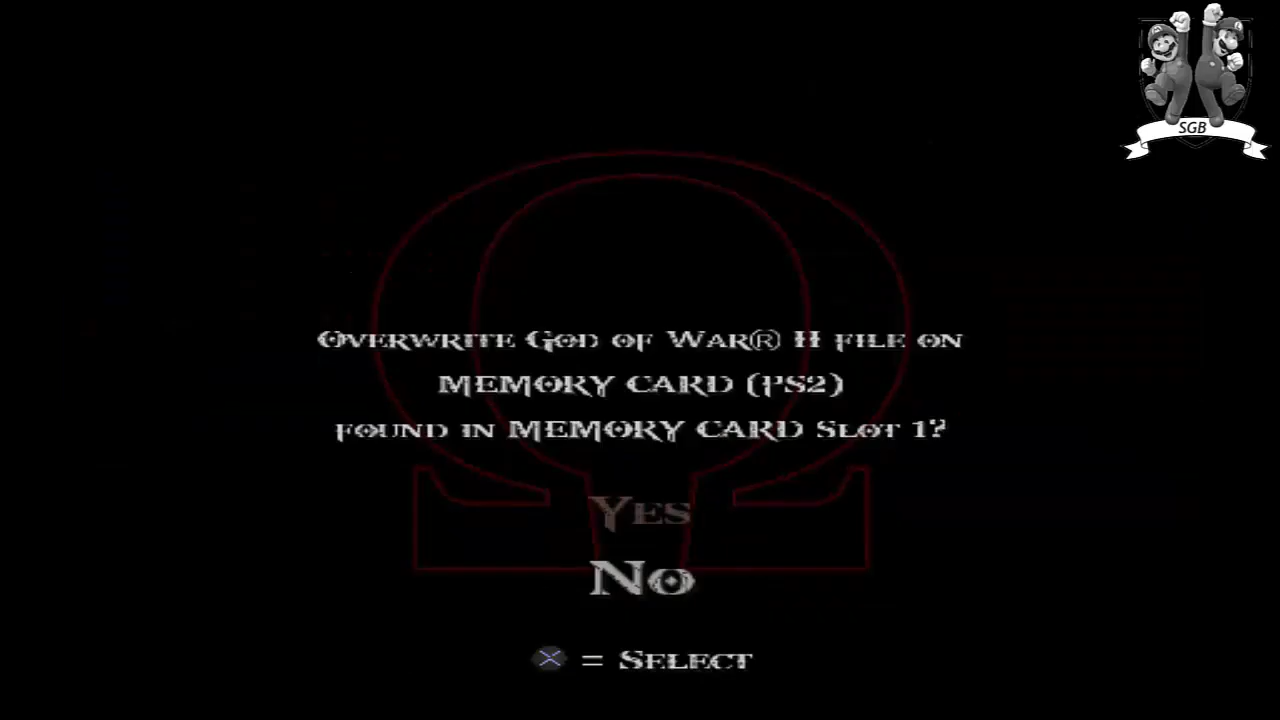 SGB
Overwrite God of War® II file on
MEMORY CARD (PS2)
found in MEMORY CARD Slot 1?
Yes
No
= Select